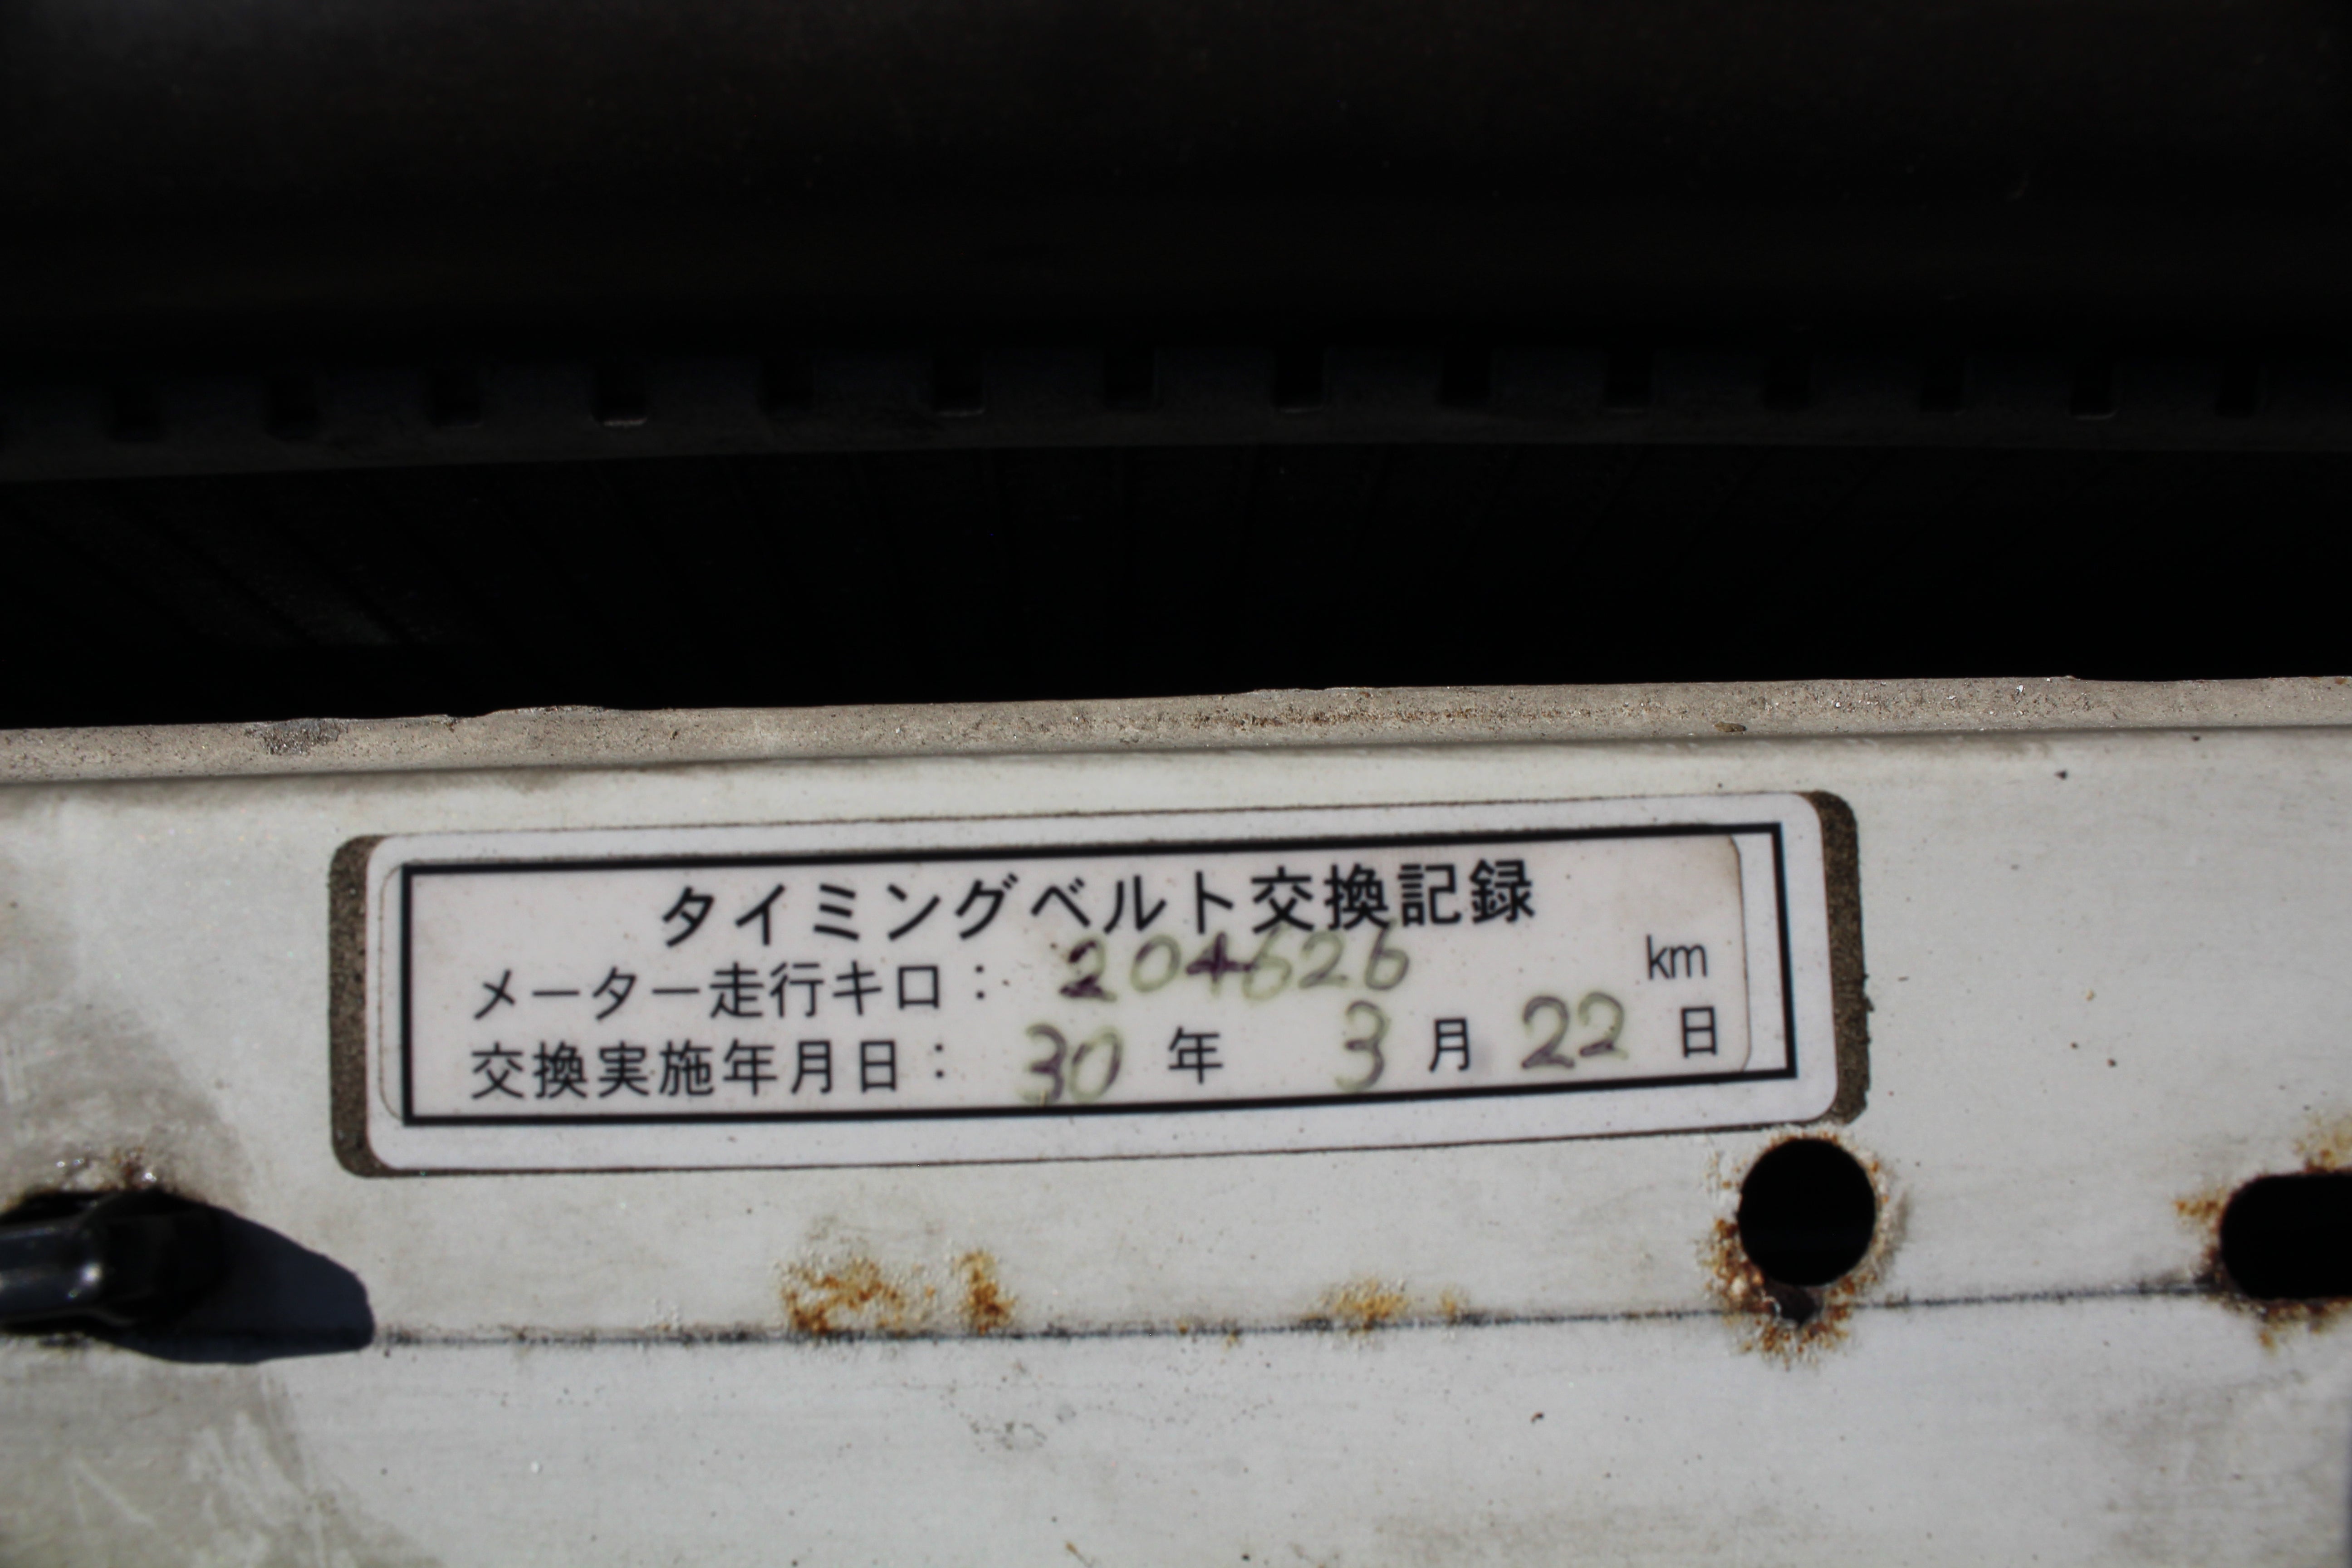 タイミングベルト交換記録
メーター走行キロ： 204626 km
交換実施年月日： 30 年 3 月 22 日